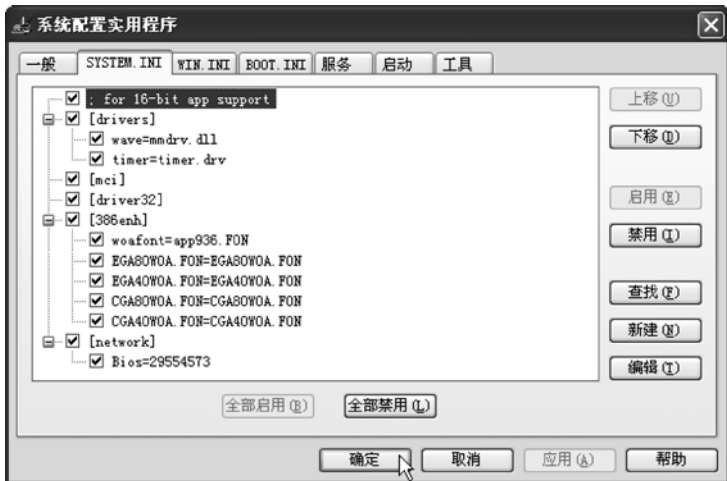 系统配置实用程序
一般 SYSTEM.INI WIN.INI BOOT.INI 服务 启动 工具
; for 16-bit app support
[drivers]
wave=mmdrv.dll
timer=timer.drv
[mci]
[driver32]
[386enh]
woafont=app936.FON
EGA80WOA.FON=EGA80WOA.FON
EGA40WOA.FON=EGA40WOA.FON
CGA80WOA.FON=CGA80WOA.FON
CGA40WOA.FON=CGA40WOA.FON
[network]
Bios=29554573
上移(U)
下移(D)
启用(E)
禁用(I)
查找(F)
新建(N)
编辑(T)
全部启用(B) 全部禁用(L)
确定 取消 应用(A) 帮助